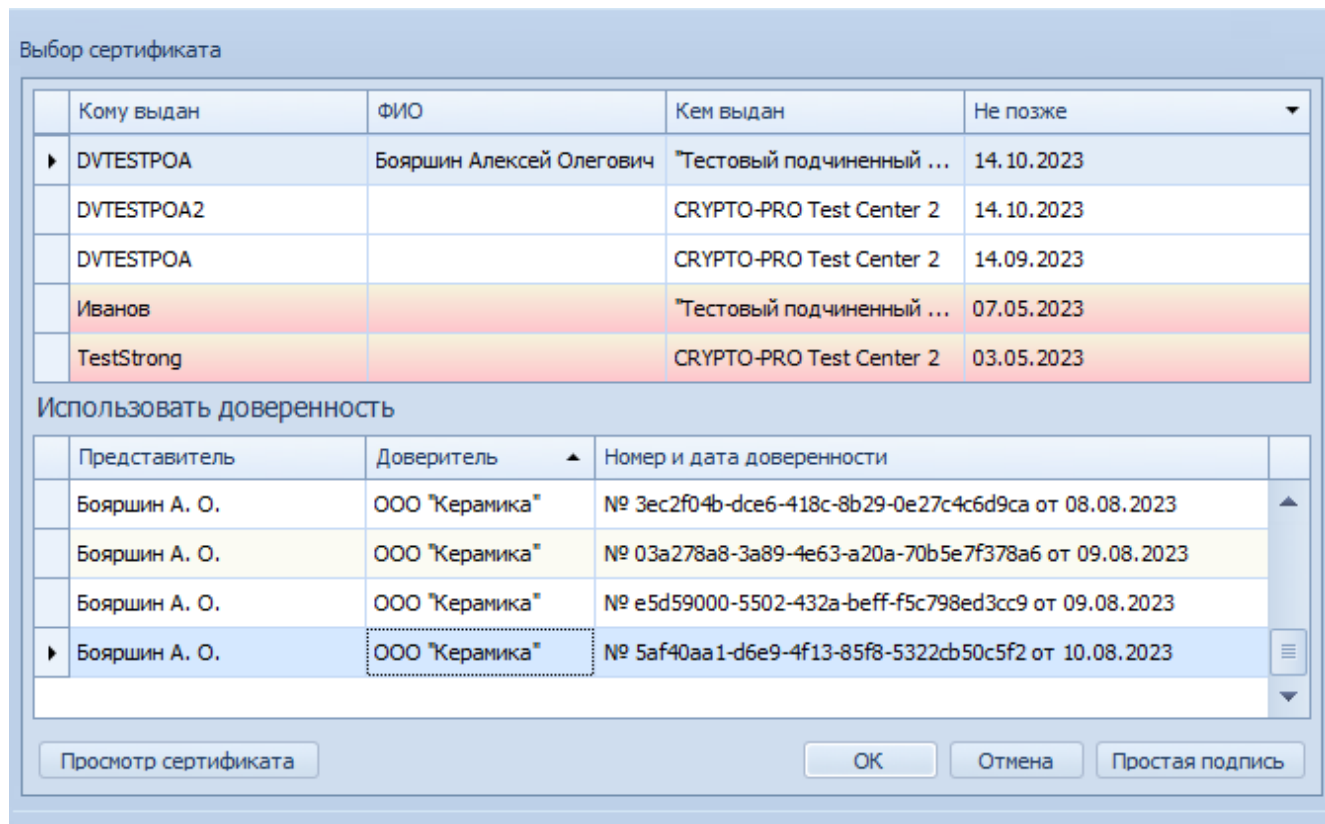 Выбор сертификата
Кому выдан ФИО Кем выдан Не позже
DVTESTPOA Бояршин Алексей Олегович "Тестовый подчиненный ... 14.10.2023
DVTESTPOA2 CRYPTO-PRO Test Center 2 14.10.2023
DVTESTPOA CRYPTO-PRO Test Center 2 14.09.2023
Иванов "Тестовый подчиненный ... 07.05.2023
TestStrong CRYPTO-PRO Test Center 2 03.05.2023
Использовать доверенность
Представитель Доверитель Номер и дата доверенности
Бояршин А. О. ООО "Керамика" № 3ec2f04b-dce6-418c-8b29-0e27c4c6d9ca от 08.08.2023
Бояршин А. О. ООО "Керамика" № 03a278a8-3a89-4e63-a20a-70b5e7f378a6 от 09.08.2023
Бояршин А. О. ООО "Керамика" № e5d59000-5502-432a-beff-f5c798ed3cc9 от 09.08.2023
Бояршин А. О. ООО "Керамика" № 5af40aa1-d6e9-4f13-85f8-5322cb50c5f2 от 10.08.2023
Просмотр сертификата ОК Отмена Простая подпись